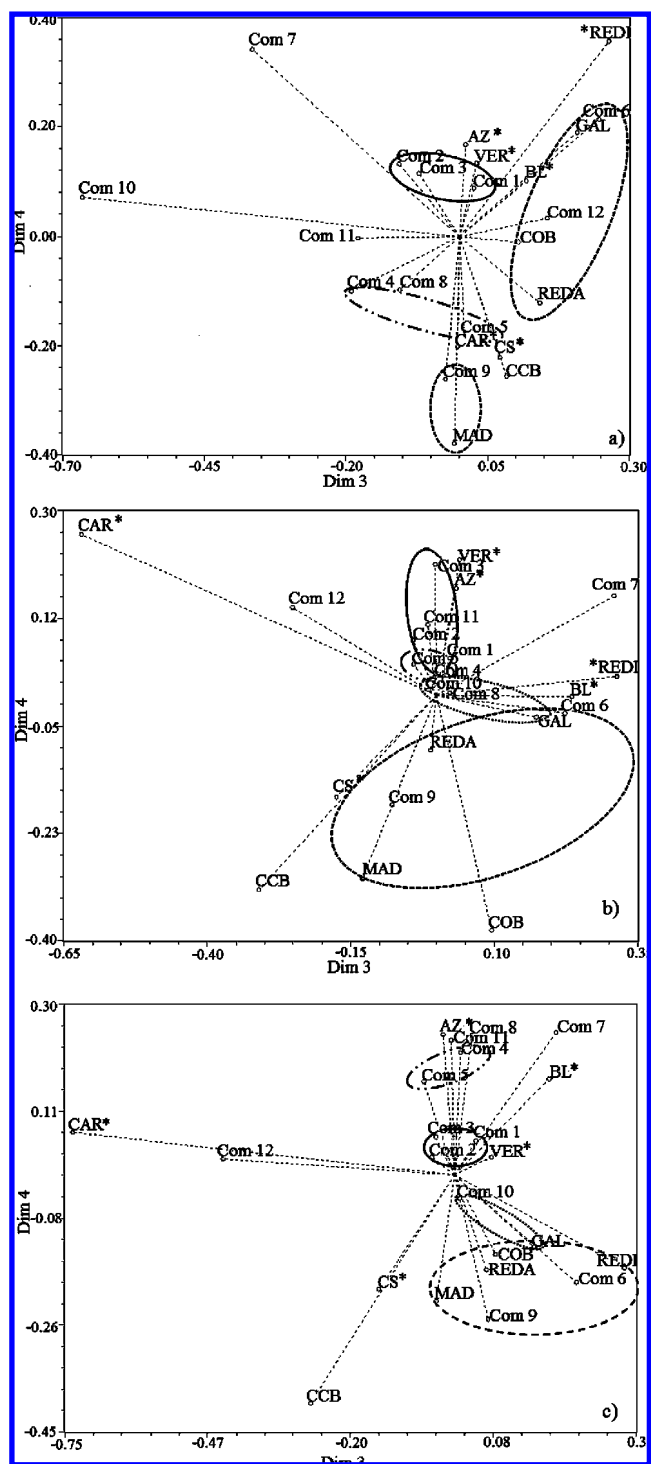 0.40
Com 7
*REDI
Com 6
GAL
0.20
AZ*
Com 2
VER*
Com 3
BL*
Com 1
Com 10
Com 12
Dim 4
0.00
Com 11
COB
Com 4
Com 8
REDA
Com 5
-0.20
CAR*
CS*
Com 9
CCB
MAD
a)
-0.40
-0.70
-0.45
-0.20
0.05
0.30
Dim 3
0.30
CAR*
VER*
Com 3
AZ*
Com 7
Com 12
0.12
Com 11
Com 2
Com 1
Com 5
Com 4
*REDI
Com 10
Com 8
BL*
Com 6
Dim 4
-0.05
GAL
REDA
CS*
Com 9
-0.23
MAD
CCB
COB
b)
-0.40
-0.65
-0.40
-0.15
0.10
0.3
Dim 3
0.30
AZ*
Com 8
Com 7
Com 11
Com 4
Com 5
BL*
0.11
CAR*
Com 3
Com 1
Com 12
Com 2
VER*
Com 10
Dim 4
-0.08
GAL
COB
REDI
REDA
Com 6
CS*
MAD
Com 9
-0.26
CCB
c)
-0.45
-0.75
-0.47
-0.20
0.08
0.3
Dim 3